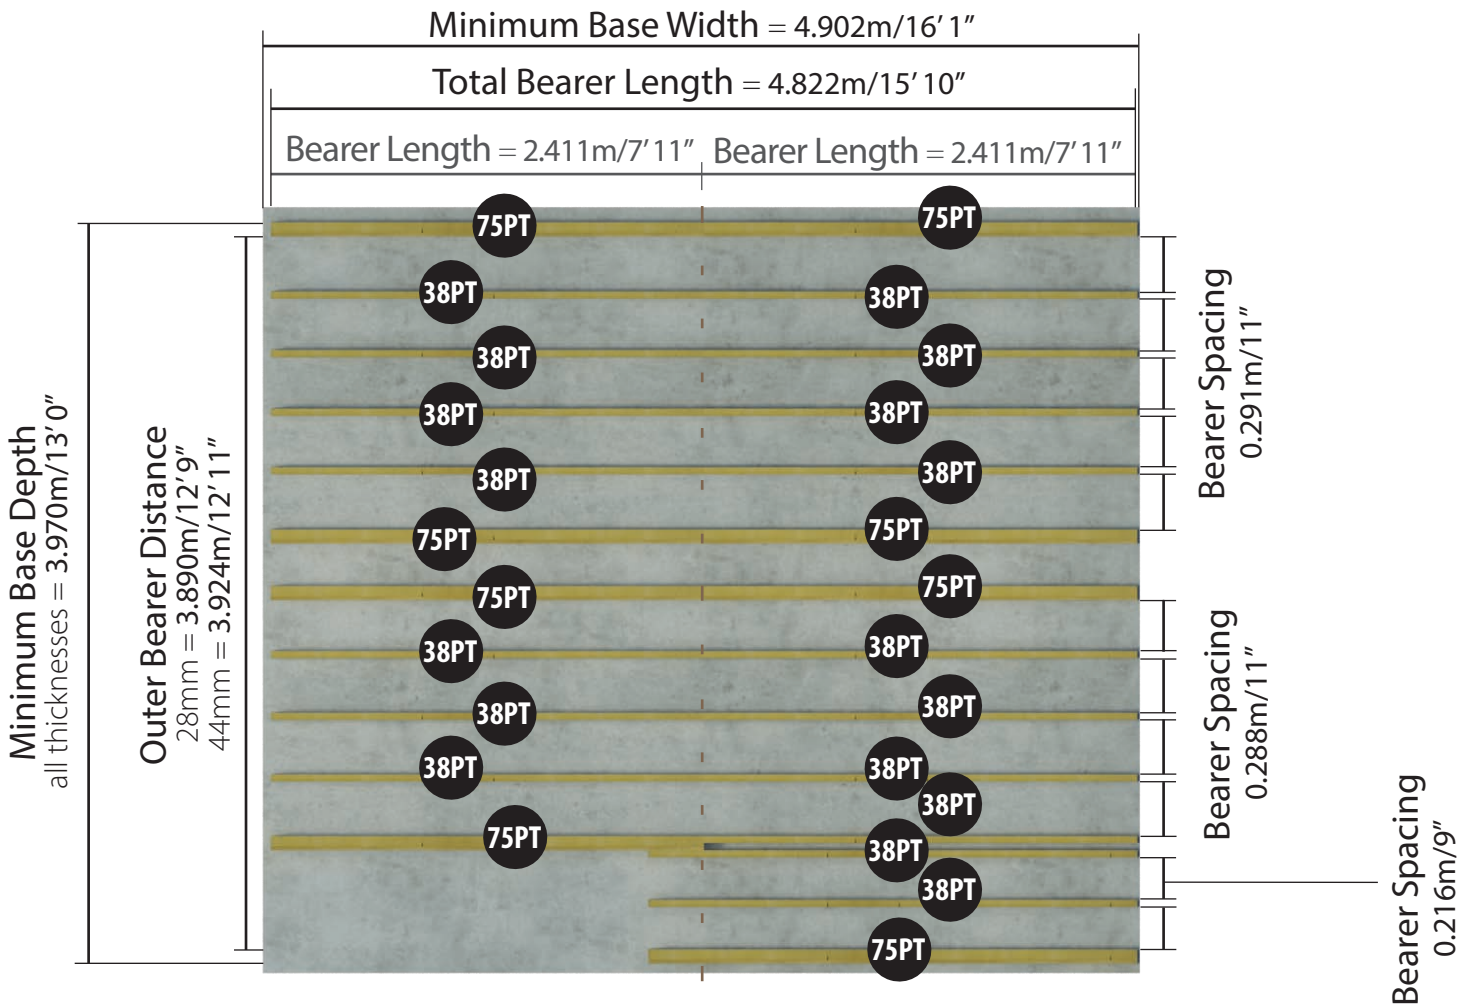 Minimum Base Width = 4.902m/16’ 1”
Total Bearer Length = 4.822m/15’ 10”
Bearer Length = 2.411m/7’ 11”
Bearer Length = 2.411m/7’ 11”
75PT
75PT
38PT
38PT
38PT
38PT
38PT
38PT
38PT
38PT
75PT
75PT
75PT
75PT
38PT
38PT
38PT
38PT
38PT
38PT
38PT
75PT
38PT
38PT
75PT
Minimum Base Depth
all thicknesses = 3.970m/13’ 0”
Outer Bearer Distance
28mm = 3.890m/12’ 9”
44mm = 3.924m/12’ 11”
Bearer Spacing
0.291m/11”
Bearer Spacing
0.288m/11”
Bearer Spacing
0.216m/9”